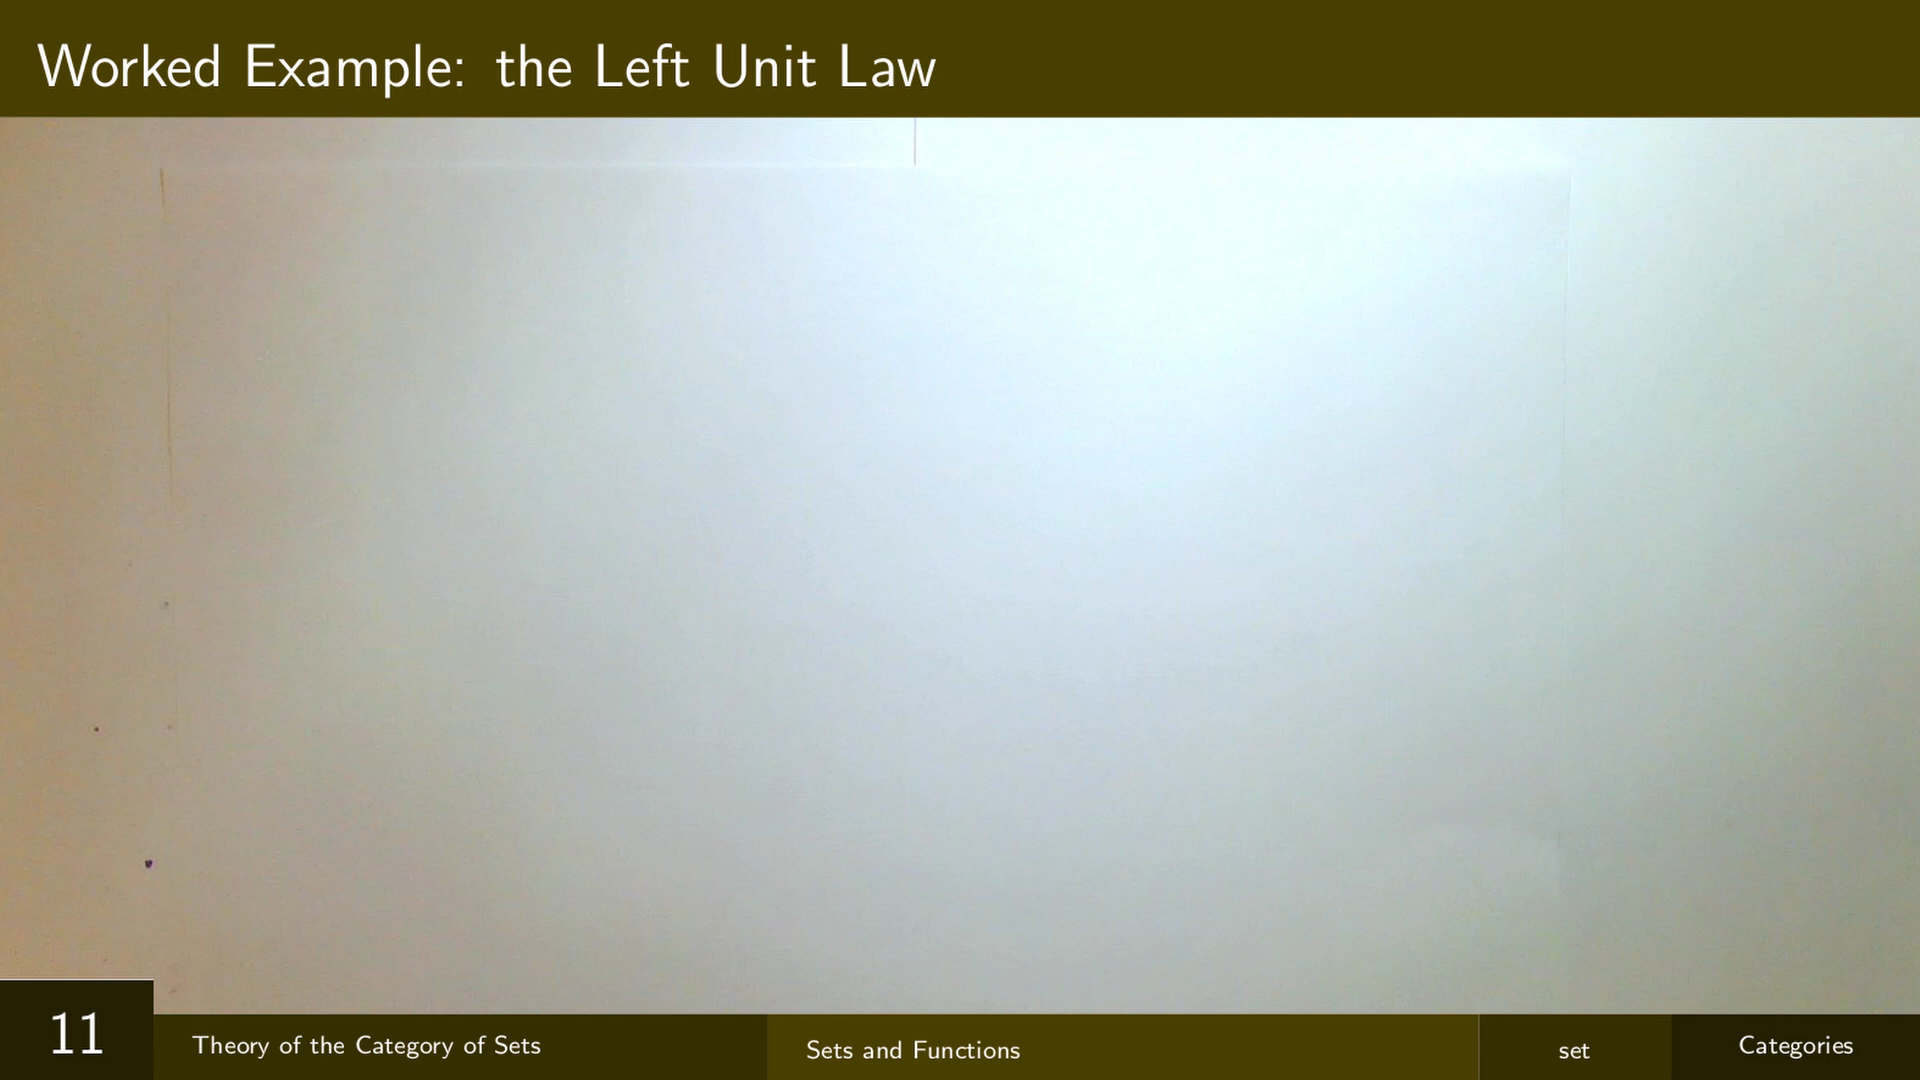 Worked Example: the Left Unit Law
11
Theory of the Category of Sets
Sets and Functions
set
Categories